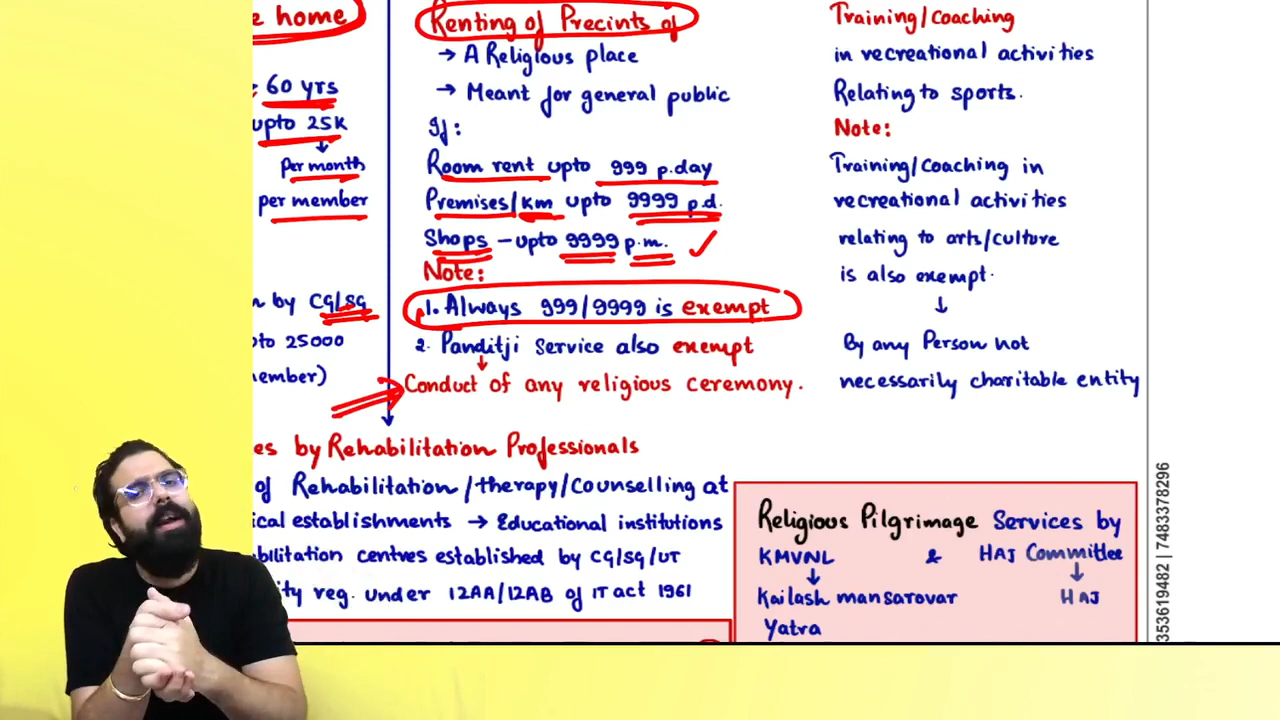 e home
60 yrs
upto 25K
Per month
per member
by CG/SG
to 25000
ember)
Renting of Precints of
→ A Religious place
→ Meant for general public
If:
Room rent upto 999 p.day
Premises/km upto 9999 p.d.
Shops – upto 9999 p.m. ✓
Note:
1. Always 999/9999 is exempt
2. Panditji Service also exempt
Conduct of any religious ceremony.
Training/coaching
in recreational activities
Relating to sports.
Note:
Training/Coaching in
recreational activities
relating to arts/culture
is also exempt.
By any Person not
necessarily charitable entity
es by Rehabilitation Professionals
of Rehabilitation/therapy/Counselling at
ical establishments → Educational institutions
bilitation centres established by CG/SG/UT
ity reg. under 12AA/12AB of IT act 1961
Religious Pilgrimage Services by
KMVNL & HAJ Committee
Kailash mansarovar HAJ
Yatra
353619482 | 7483378296